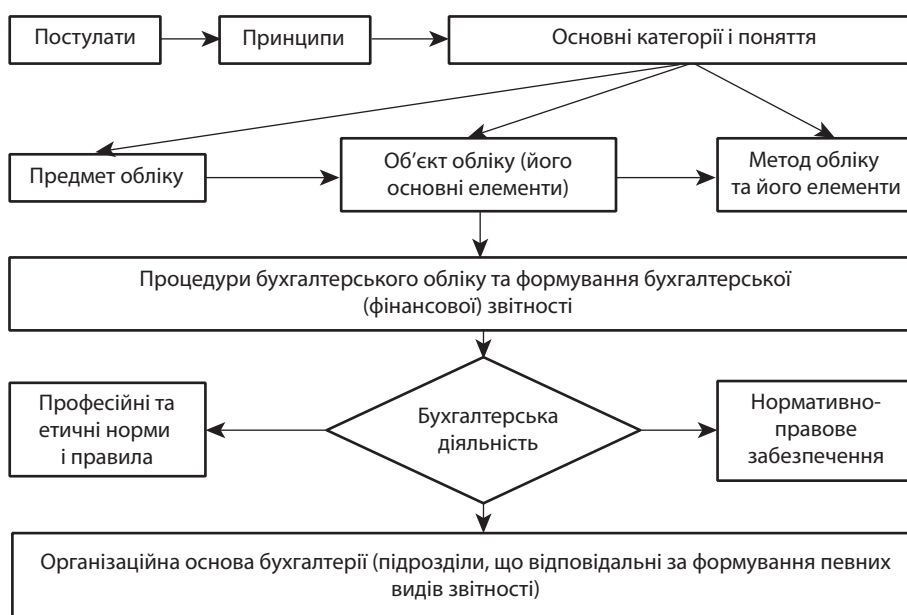 Постулати
Принципи
Основні категорії і поняття
Предмет обліку
Об’єкт обліку (його
основні елементи)
Метод обліку
та його елементи
Процедури бухгалтерського обліку та формування бухгалтерської
(фінансової) звітності
Професійні та
етичні норми
і правила
Бухгалтерська
діяльність
Нормативно-
правове
забезпечення
Організаційна основа бухгалтерії (підрозділи, що відповідальні за формування певних
видів звітності)